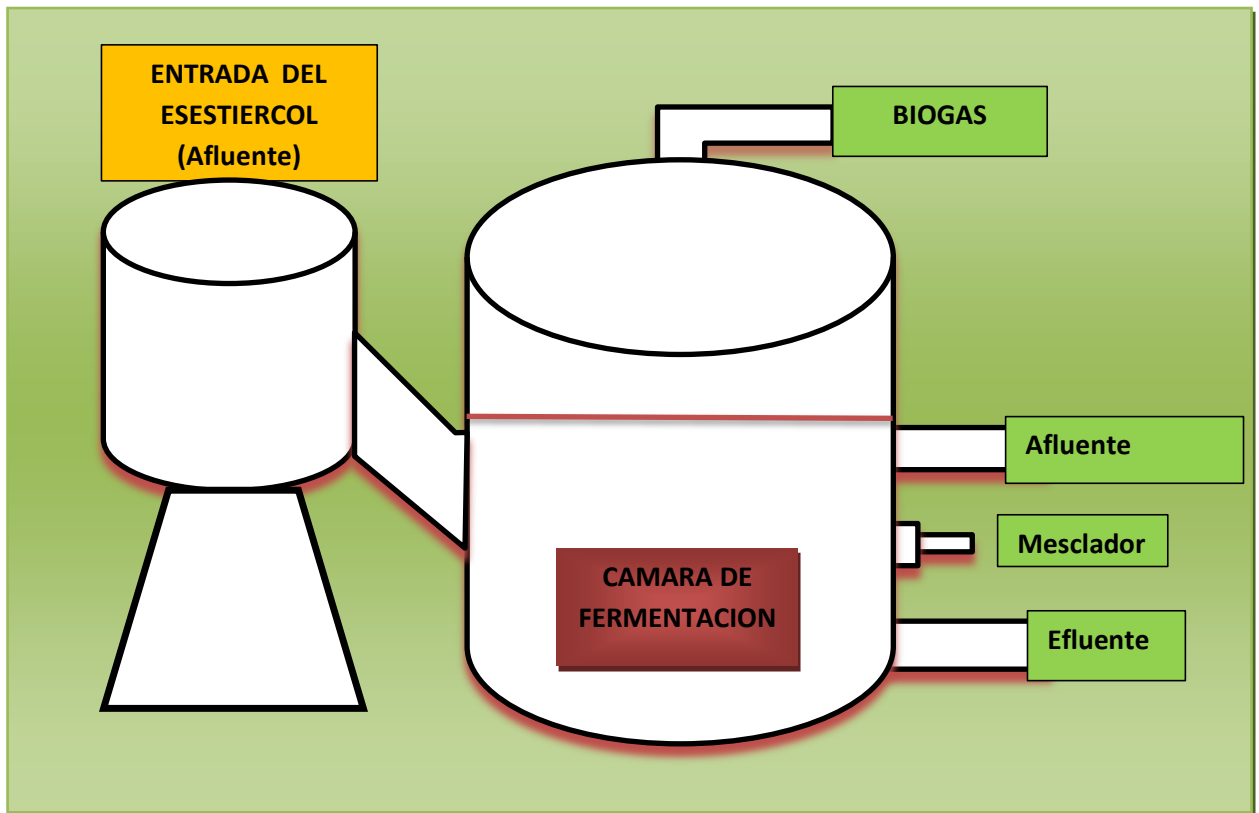 ENTRADA DEL
ESESTIERCOL
(Afluente)
BIOGAS
Afluente
Mesclador
CAMARA DE
FERMENTACION
Efluente